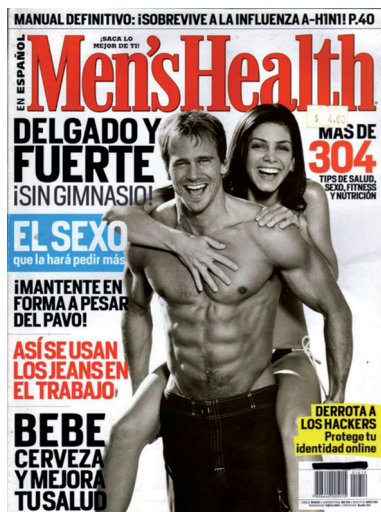 MANUAL DEFINITIVO: ¡SOBREVIVE A LA INFLUENZA A-H1N1! P.40
EN ESPAÑOL
¡SACA LO
MEJOR DE TI!
Men'sHealth
$ 4.00
DELGADO Y
FUERTE
¡SIN GIMNASIO!
MÁS DE
304
TIPS DE SALUD,
SEXO, FITNESS
Y NUTRICIÓN
EL SEXO
que la hará pedir más
¡MANTENTE EN
FORMA A PESAR
DEL PAVO!
ASÍ SE USAN
LOS JEANS EN
EL TRABAJO
BEBE
CERVEZA
Y MEJORA
TU SALUD
DERROTA A
LOS HACKERS
Protege tu
identidad online